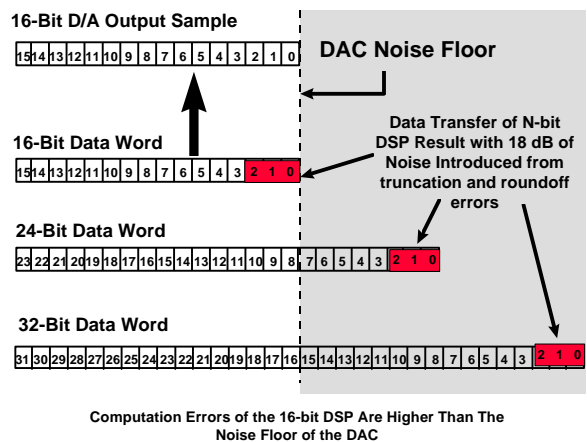 16-Bit D/A Output Sample
15 14 13 12 11 10 9 8 7 6 5 4 3 2 1 0
DAC Noise Floor
16-Bit Data Word
15 14 13 12 11 10 9 8 7 6 5 4 3 2 1 0
Data Transfer of N-bit
DSP Result with 18 dB of
Noise Introduced from
truncation and roundoff
errors
24-Bit Data Word
23 22 21 20 19 18 17 16 15 14 13 12 11 10 9 8 7 6 5 4 3 2 1 0
32-Bit Data Word
31 30 29 28 27 26 25 24 23 22 21 20 19 18 17 16 15 14 13 12 11 10 9 8 7 6 5 4 3 2 1 0
Computation Errors of the 16-bit DSP Are Higher Than The
Noise Floor of the DAC